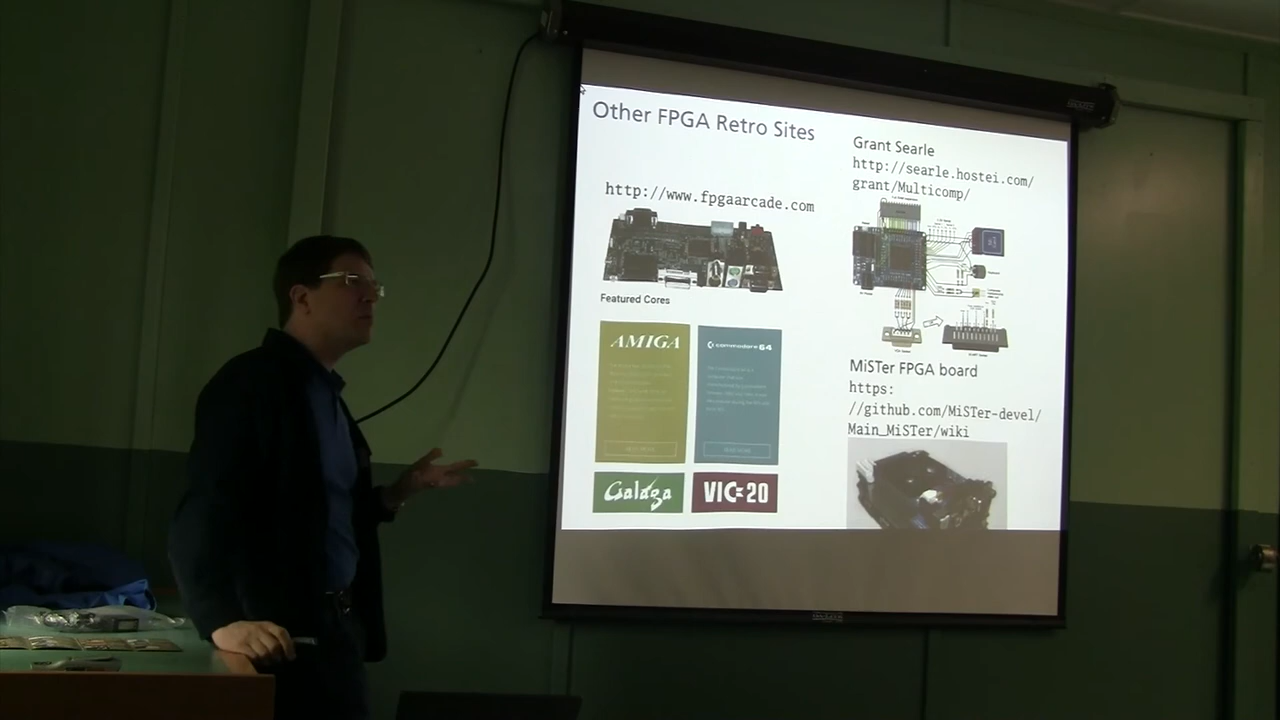 Other FPGA Retro Sites
http://www.fpgaarcade.com
Featured Cores
AMIGA
commodore 64
Galaga
VIC-20
Grant Searle
http://searle.hostei.com/
grant/Multicomp/
MiSTer FPGA board
https:
//github.com/MiSTer-devel/
Main_MiSTer/wiki